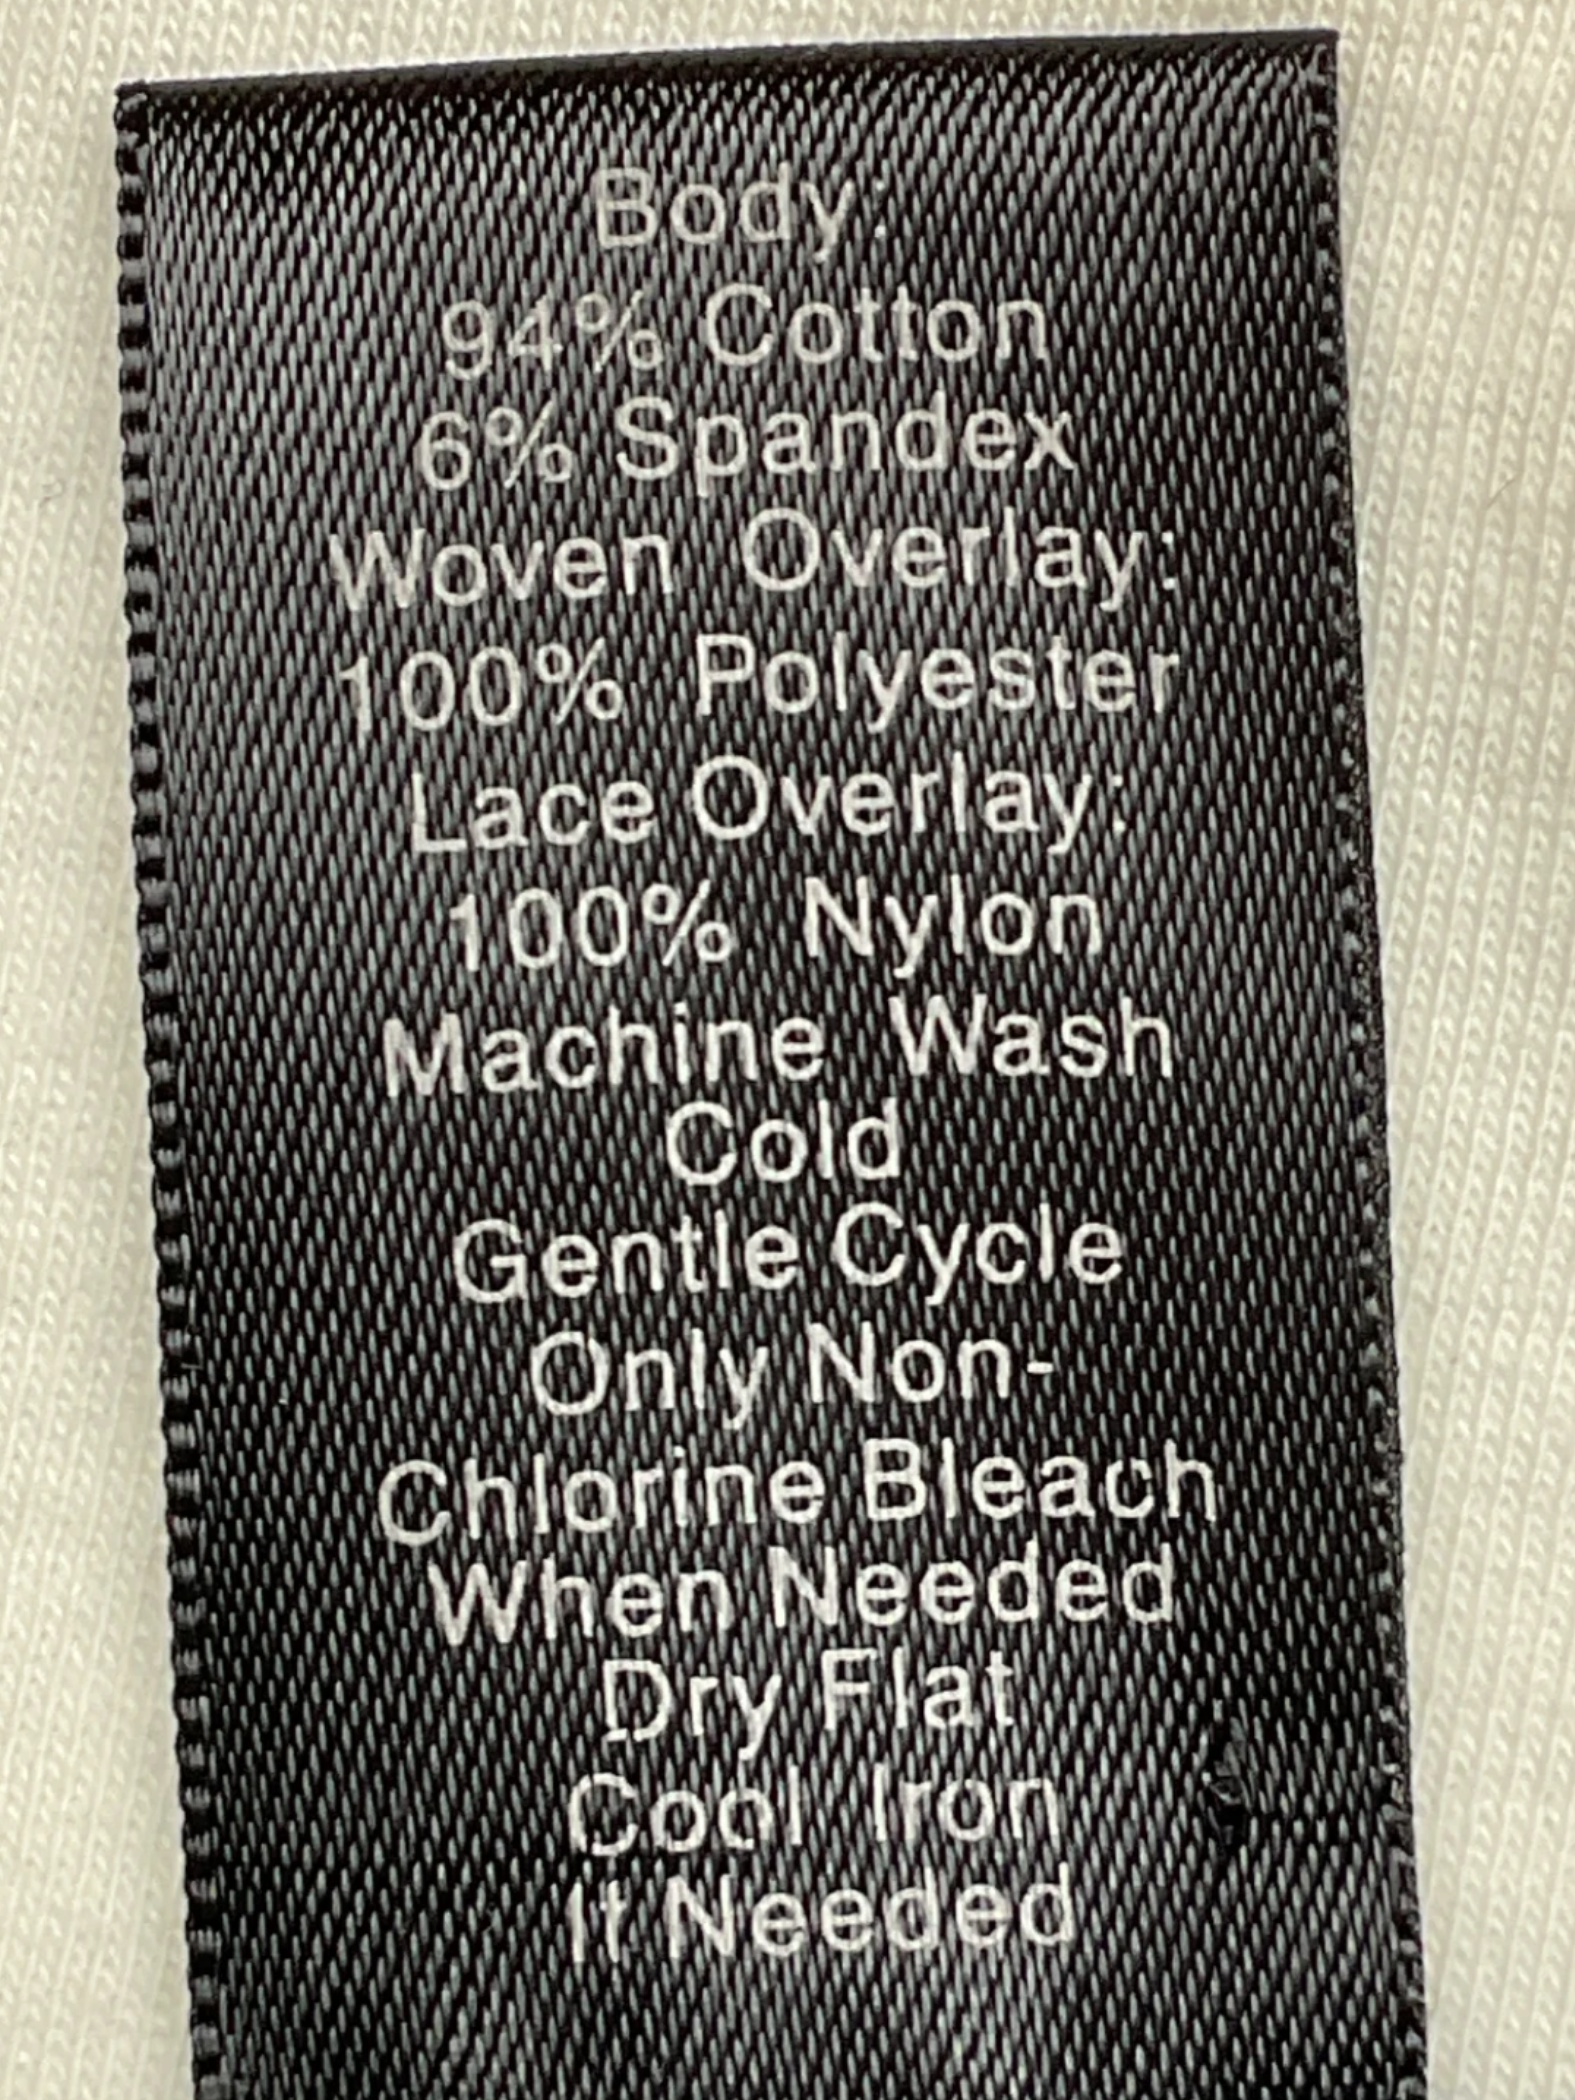 Body:
94% Cotton
6% Spandex
Woven Overlay:
100% Polyester
Lace Overlay:
100% Nylon
Machine Wash
Cold
Gentle Cycle
Only Non-
Chlorine Bleach
When Needed
Dry Flat
Cool Iron
If Needed